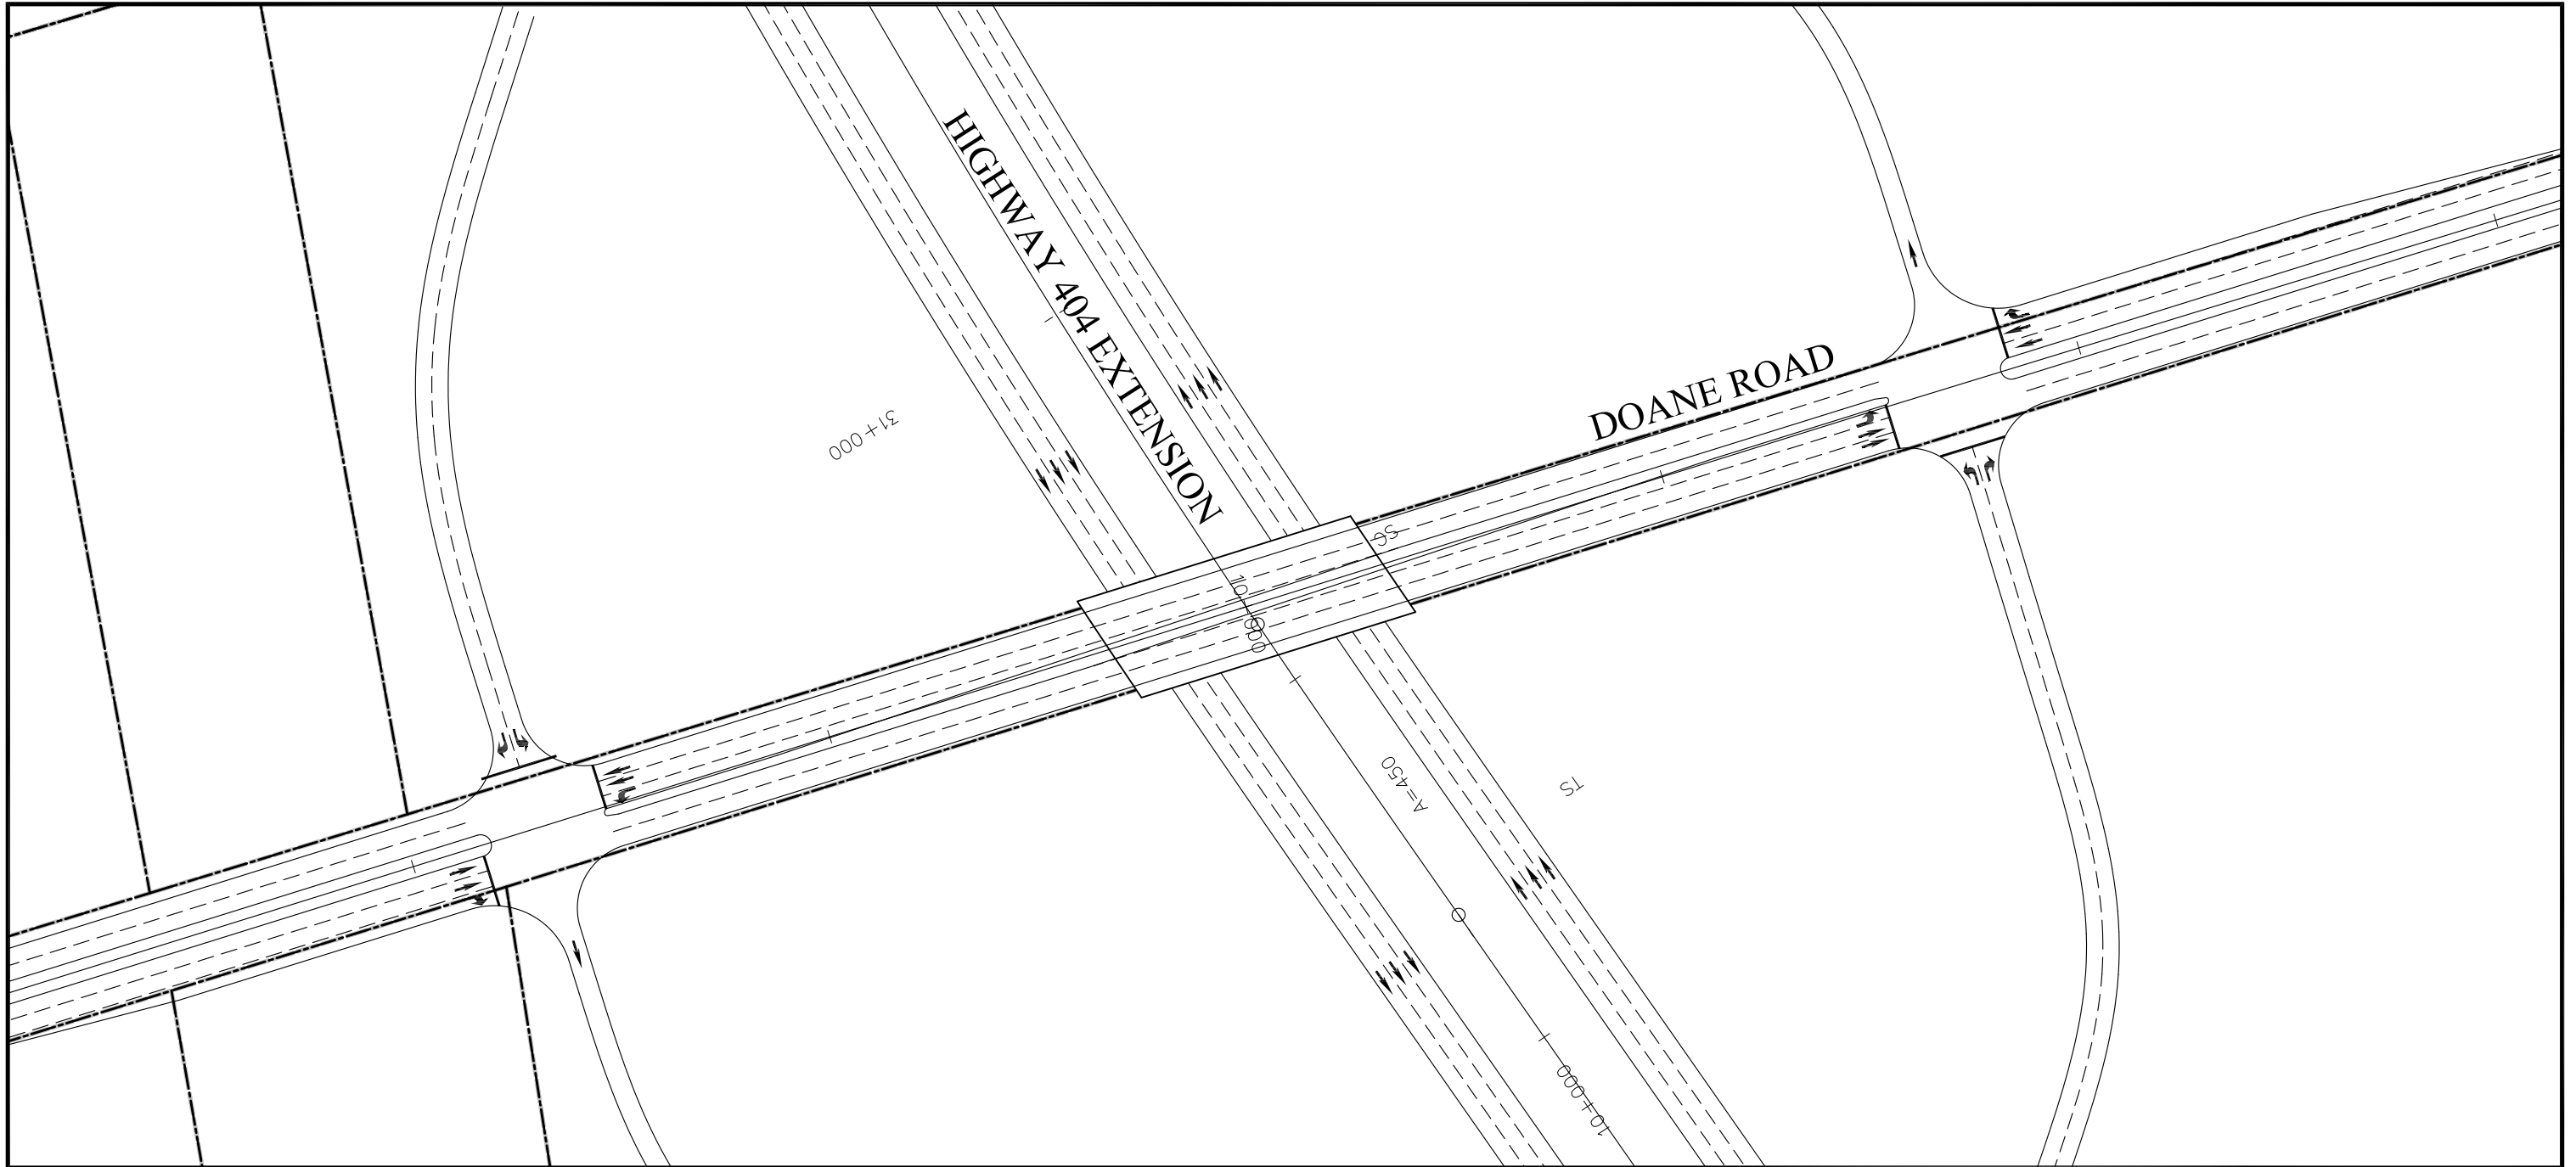 HIGHWAY 404 EXTENSION
DOANE ROAD
31+000
SC
TS
A=450
10+000